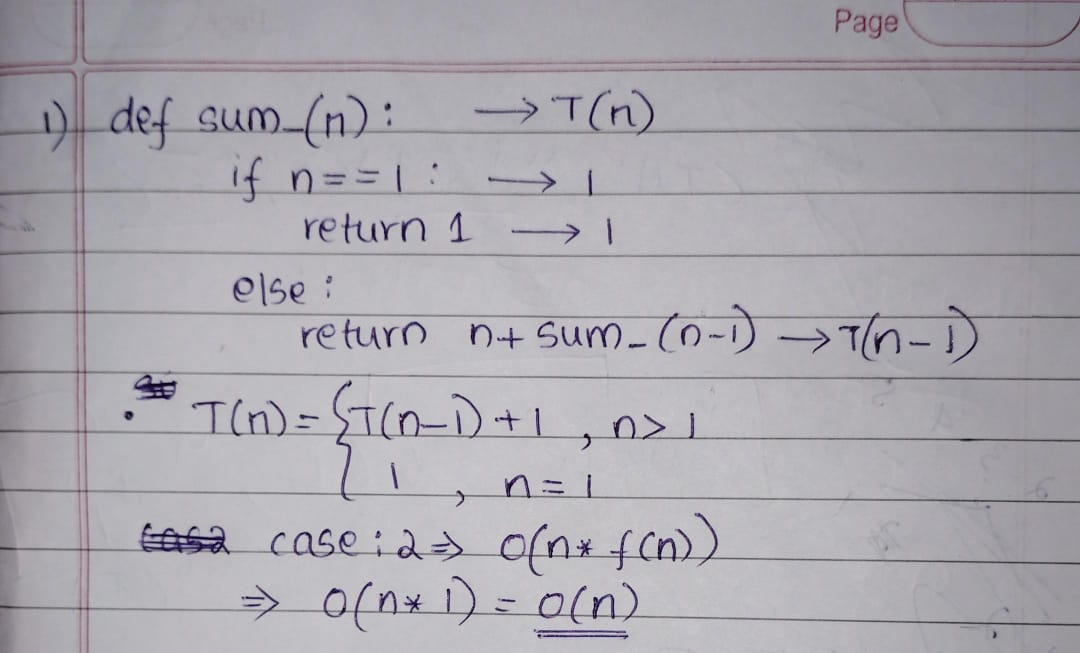 Page
1) def sum_(n): → T(n)
if n==1: → 1
return 1 → 1
else:
return n+ sum_(n-1) → T(n-1)
T(n) = { T(n-1) + 1 , n > 1
1 , n = 1
case: 2 ⇒ O(n* f(n))
⇒ O(n* 1) = O(n)